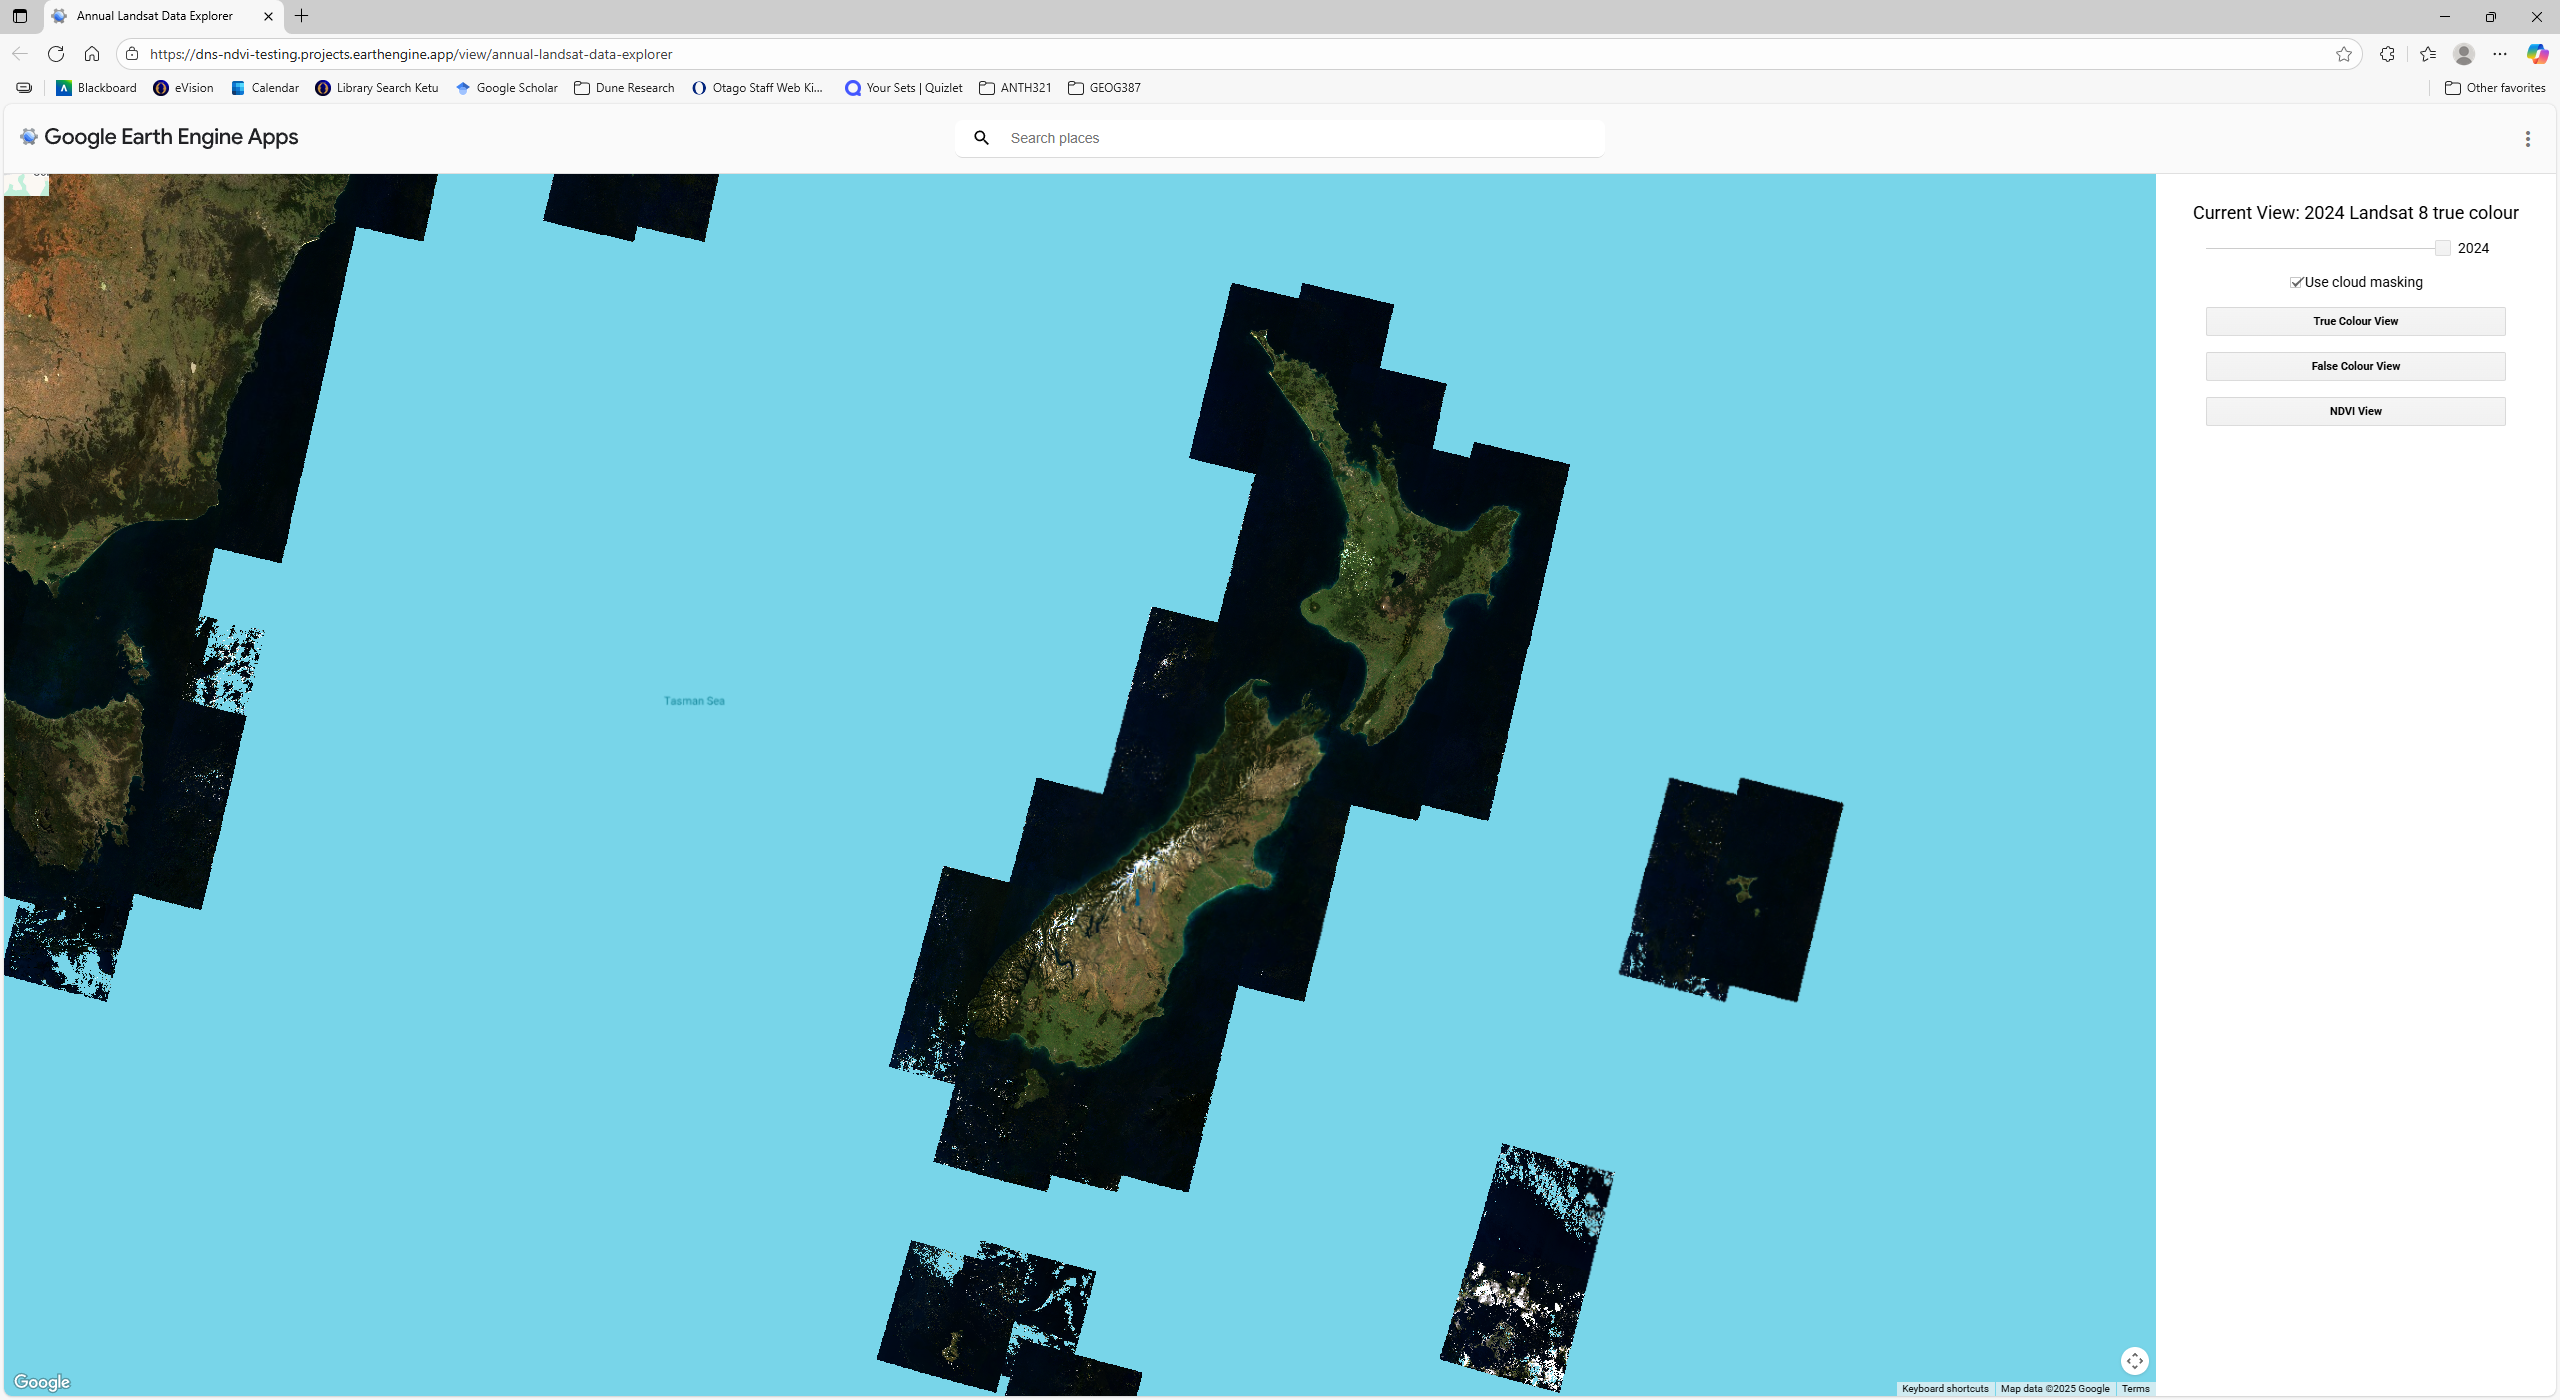 Annual Landsat Data Explorer
https://dns-ndvi-testing.projects.earthengine.app/view/annual-landsat-data-explorer
Blackboard
eVision
Calendar
Library Search Ketu
Google Scholar
Dune Research
Otago Staff Web Ki...
Your Sets | Quizlet
ANTH321
GEOG387
Other favorites
Google Earth Engine Apps
Search places
Current View: 2024 Landsat 8 true colour
2024
Use cloud masking
True Colour View
False Colour View
NDVI View
Tasman Sea
Google
Keyboard shortcuts
Map data ©2025 Google
Terms